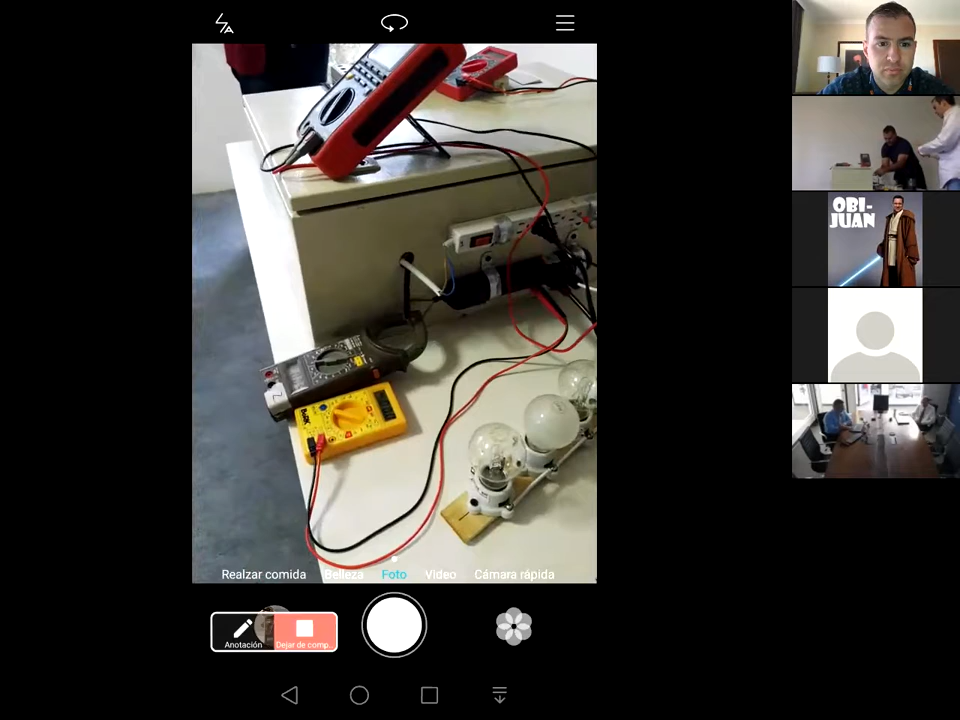 OBI-
JUAN
Realzar comida
Belleza
Foto
Video
Cámara rápida
Anotación
Dejar de comp...